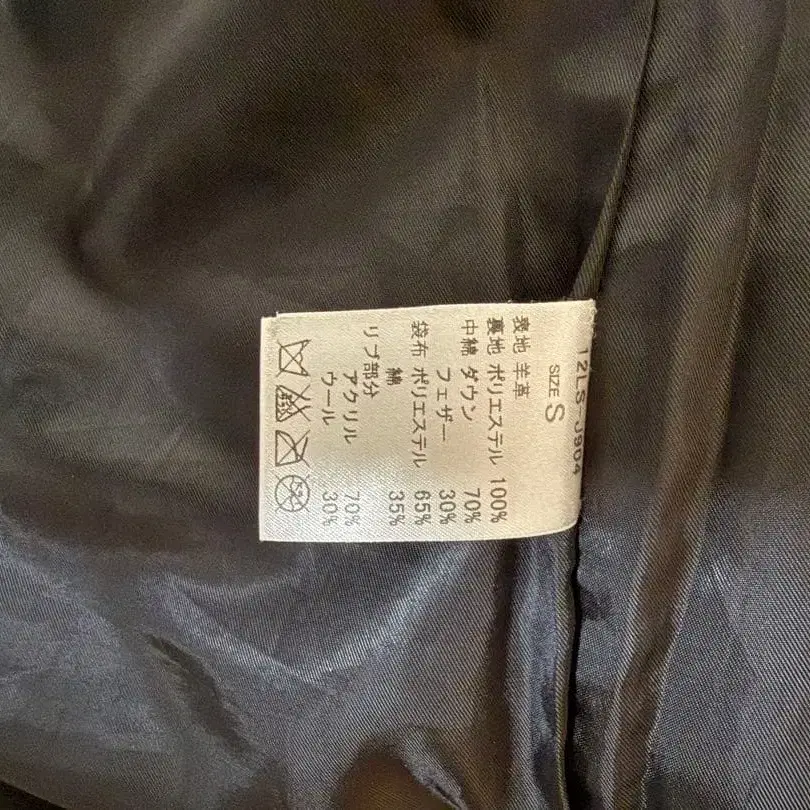 12LS-J904
SIZE S
表地 羊革
裏地 ポリエステル 100%
中綿 ダウン 70%
フェザー 30%
袋布 ポリエステル 65%
綿 35%
リブ部分
アクリル 70%
ウール 30%